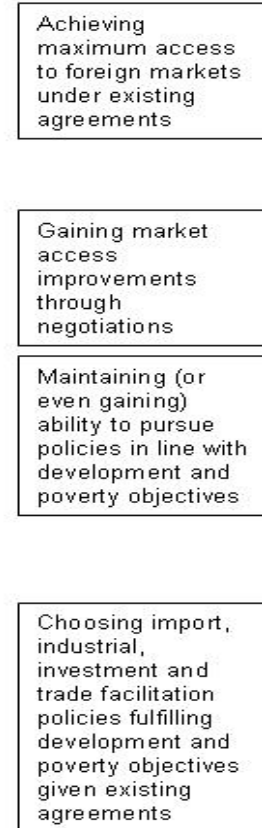 Achieving
maximum access
to foreign markets
under existing
agreements
Gaining market
access
improvements
through
negotiations
Maintaining (or
even gaining)
ability to pursue
policies in line with
development and
poverty objectives
Choosing import,
industrial,
investment and
trade facilitation
policies fulfilling
development and
poverty objectives
given existing
agreements